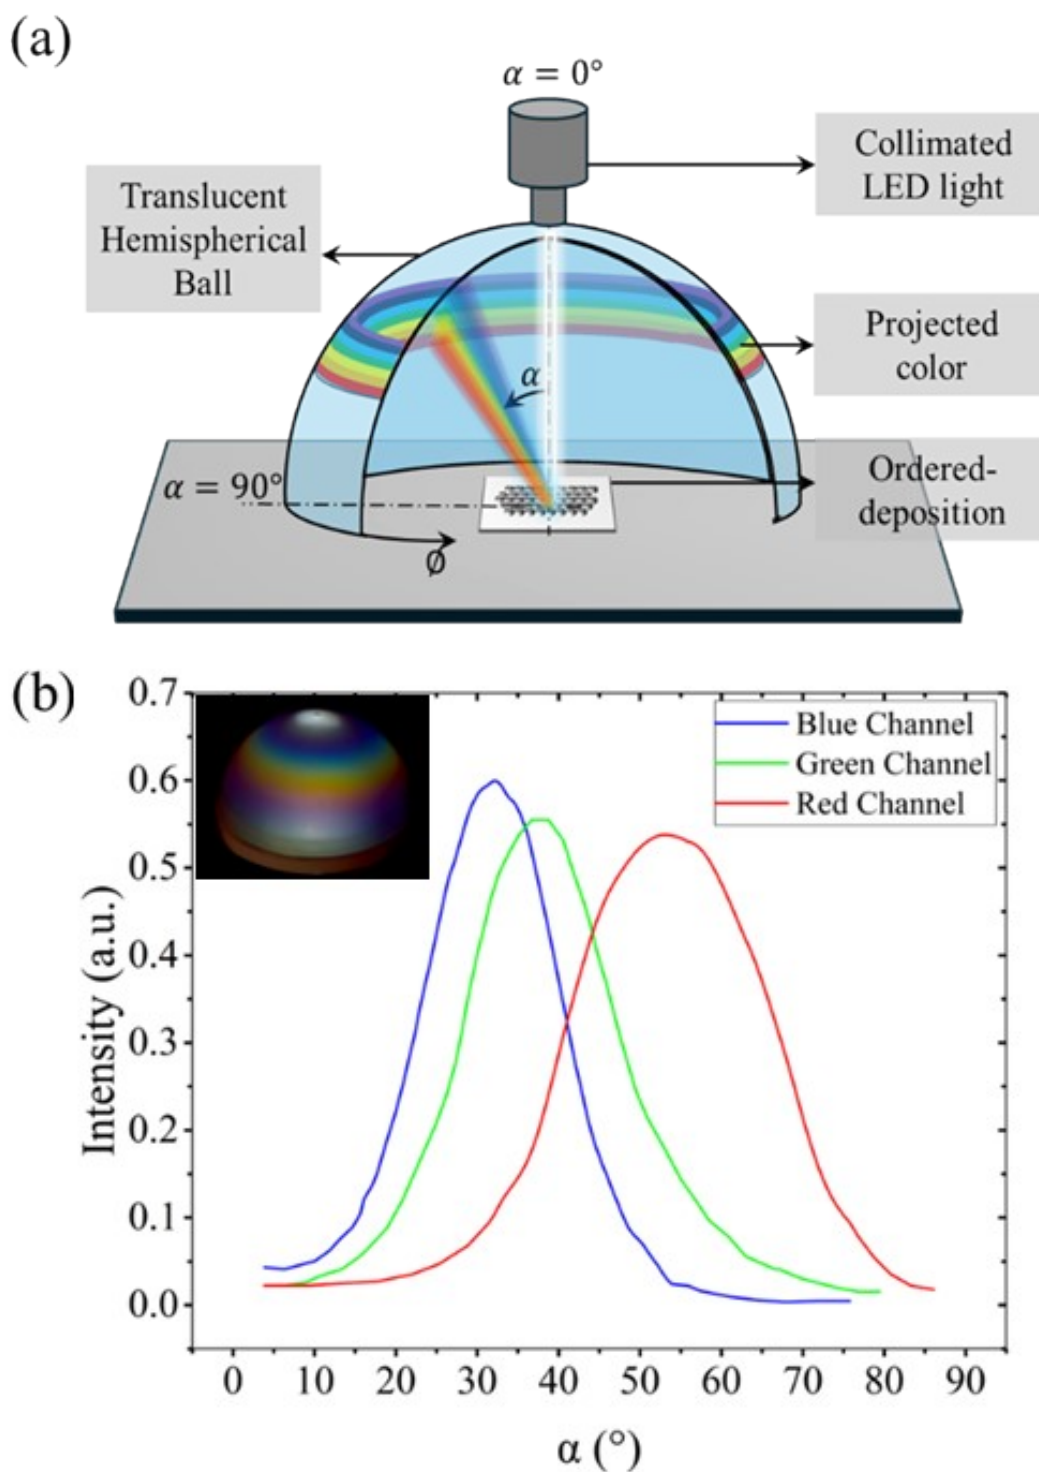 (a)
α = 0°
Collimated
LED light
Translucent
Hemispherical
Ball
Projected
color
α
Ordered-
deposition
α = 90°
Ø
(b)
0.7
0.6
0.5
0.4
0.3
0.2
0.1
0.0
Intensity (a.u.)
Blue Channel
Green Channel
Red Channel
0 10 20 30 40 50 60 70 80 90
α (°)